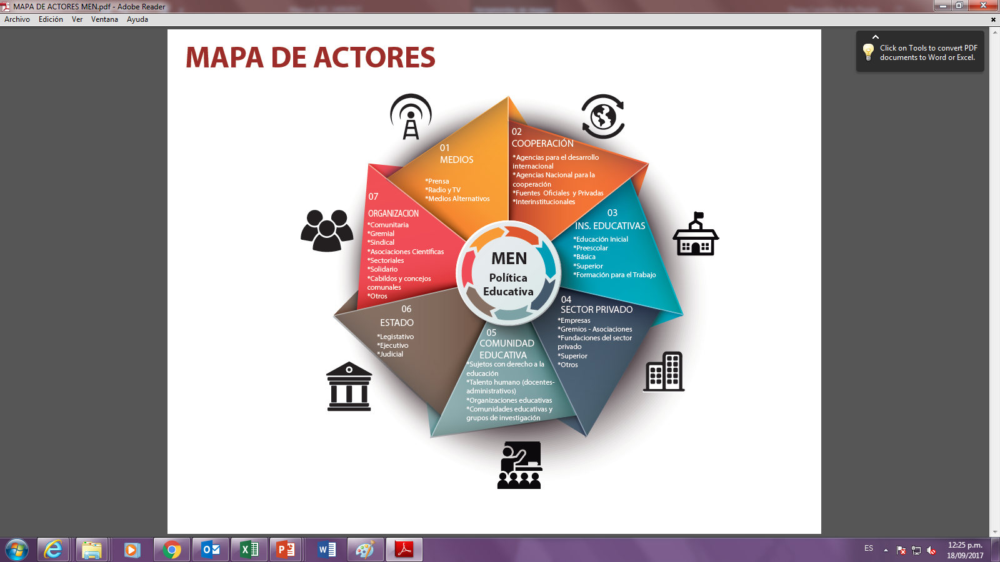 MAPA DE ACTORES MEN.pdf - Adobe Reader
Archivo Edición Ver Ventana Ayuda
Click on Tools to convert PDF
documents to Word or Excel.
MAPA DE ACTORES
01
MEDIOS
*Prensa
*Radio y TV
*Medios Alternativos
02
COOPERACIÓN
*Agencias para el desarrollo
internacional
*Agencias Nacional para la
cooperación
*Fuentes Oficiales y Privadas
*Interinstitucionales
03
INS. EDUCATIVAS
*Educación Inicial
*Preescolar
*Básica
*Superior
*Formación para el Trabajo
04
SECTOR PRIVADO
*Empresas
*Gremios - Asociaciones
*Fundaciones del sector
privado
*Superior
*Otros
05
COMUNIDAD
EDUCATIVA
*Sujetos con derecho a la
educación
*Talento humano (docentes-
administrativos)
*Organizaciones educativas
*Comunidades educativas y
grupos de investigación
06
ESTADO
*Legistativo
*Ejecutivo
*Judicial
07
ORGANIZACION
*Comunitaria
*Gremial
*Sindical
*Asociaciones Científicas
*Sectoriales
*Solidario
*Cabildos y concejos
comunales
*Otros
MEN
Política
Educativa
ES
12:25 p.m.
18/09/2017